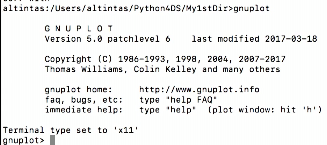 altintas:/Users/altintas/Python4DS/My1stDir>gnuplot
G N U P L O T
Version 5.0 patchlevel 6    last modified 2017-03-18
Copyright (C) 1986-1993, 1998, 2004, 2007-2017
Thomas Williams, Colin Kelley and many others
gnuplot home:     http://www.gnuplot.info
faq, bugs, etc:   type "help FAQ"
immediate help:   type "help"  (plot window: hit 'h')
Terminal type set to 'x11'
gnuplot>